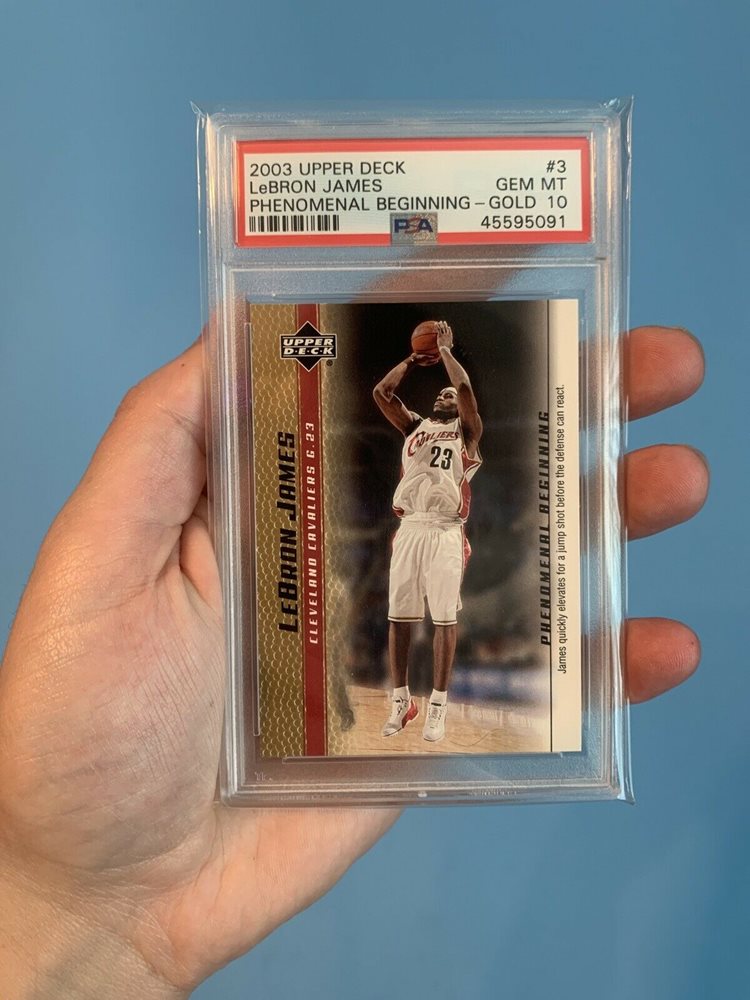 2003 UPPER DECK #3
LeBRON JAMES GEM MT
PHENOMENAL BEGINNING - GOLD 10
PSA 45595091
UPPER
D·E·C·K ®
LEBRON JAMES
CLEVELAND CAVALIERS G.23
CAVALIERS
23
PHENOMENAL BEGINNING
James quickly elevates for a jump shot before the defense can react.